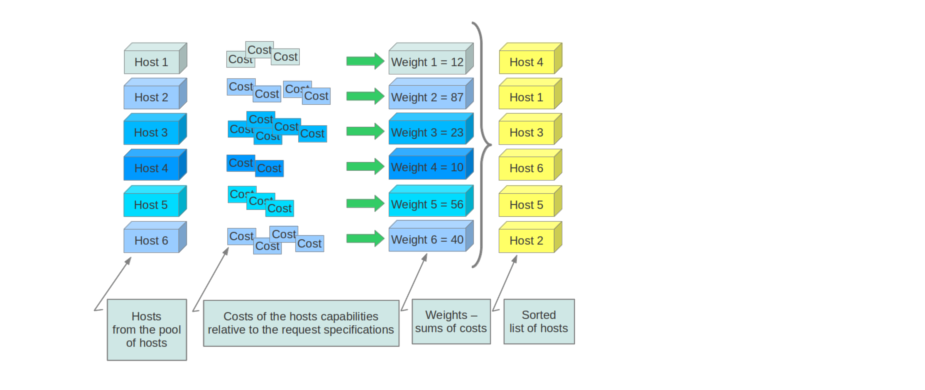 Host 1
Cost
Cost
Cost
Weight 1 = 12
Host 4
Host 2
Cost
Cost
Cost
Cost
Weight 2 = 87
Host 1
Host 3
Cost
Cost
Cost
Cost
Cost
Weight 3 = 23
Host 3
Host 4
Cost
Cost
Weight 4 = 10
Host 6
Host 5
Cost
Cost
Cost
Weight 5 = 56
Host 5
Host 6
Cost
Cost
Cost
Cost
Weight 6 = 40
Host 2
Hosts
from the pool
of hosts
Costs of the hosts capabilities
relative to the request specifications
Weights –
sums of costs
Sorted
list of hosts